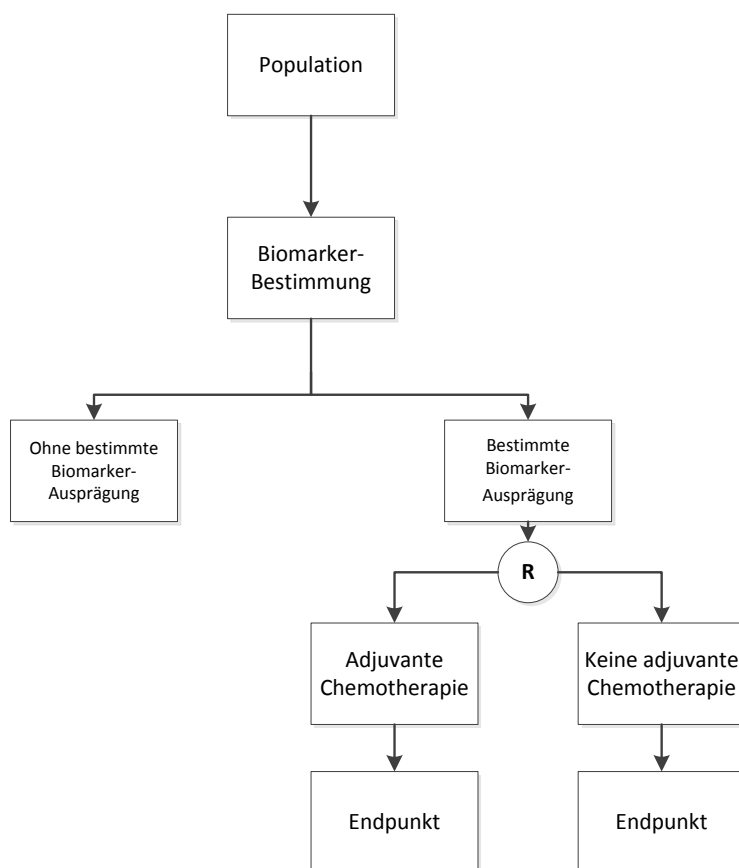 Population
Biomarker-
Bestimmung
Ohne bestimmte
Biomarker-
Ausprägung
Bestimmte
Biomarker-
Ausprägung
R
Adjuvante
Chemotherapie
Keine adjuvante
Chemotherapie
Endpunkt
Endpunkt